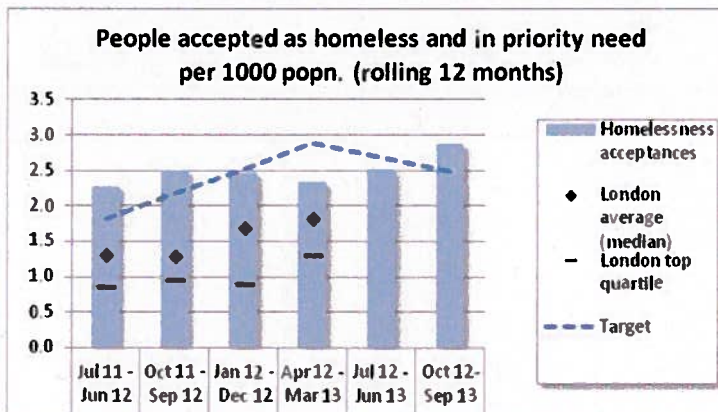 People accepted as homeless and in priority need
per 1000 popn. (rolling 12 months)
3.5
3.0
2.5
2.0
1.5
1.0
0.5
0.0
Jul 11 - Jun 12
Oct 11 - Sep 12
Jan 12 - Dec 12
Apr 12 - Mar 13
Jul 12 - Jun 13
Oct 12- Sep 13
Homelessness
acceptances
London
average
(median)
London top
quartile
Target